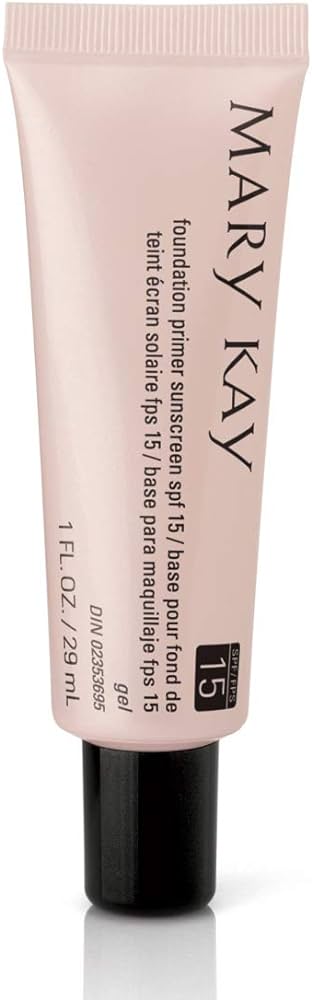 MARY KAY
foundation primer sunscreen spf 15 / base pour fond de
teint écran solaire fps 15 / base para maquillaje fps 15
gel
DIN 02353695
1 FL. OZ. / 29 mL
SPF / FPS
15